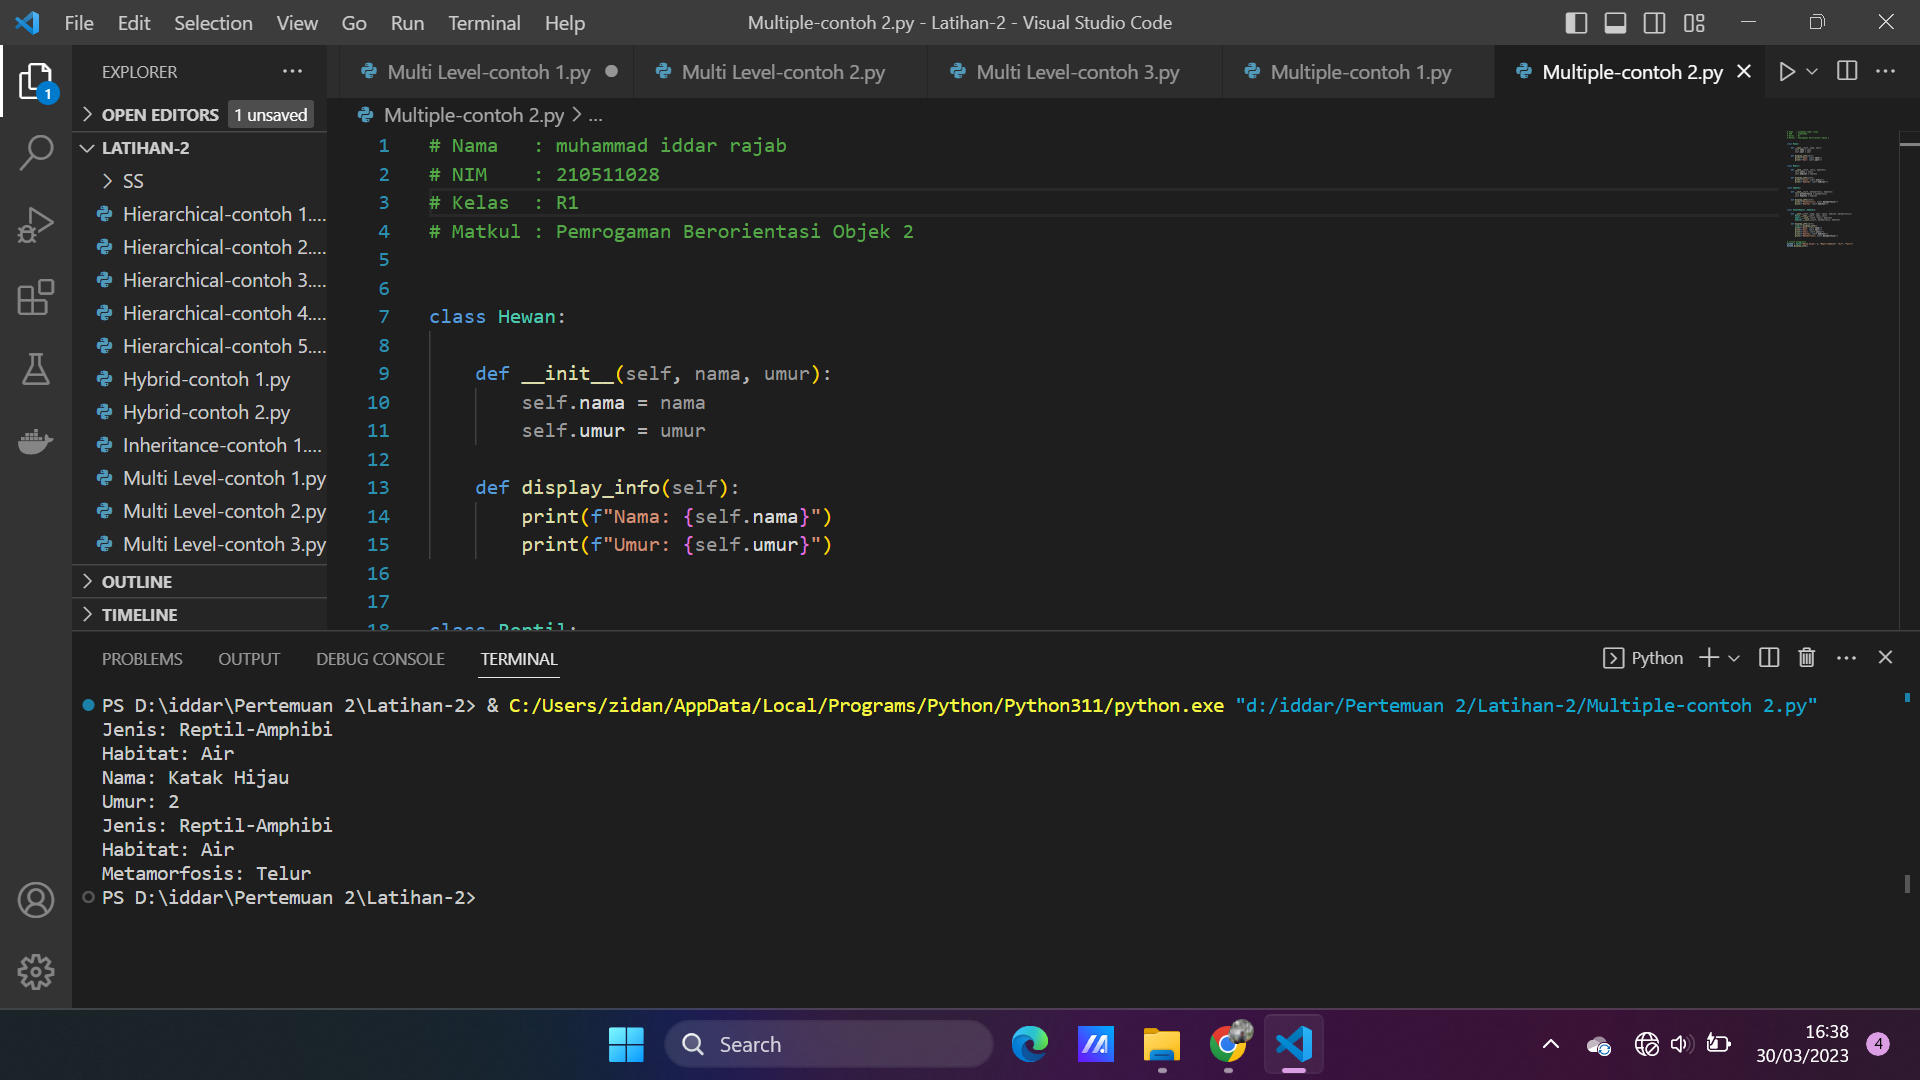 File Edit Selection View Go Run Terminal Help
Multiple-contoh 2.py - Latihan-2 - Visual Studio Code
EXPLORER
OPEN EDITORS 1 unsaved
LATIHAN-2
SS
Hierarchical-contoh 1....
Hierarchical-contoh 2....
Hierarchical-contoh 3....
Hierarchical-contoh 4....
Hierarchical-contoh 5....
Hybrid-contoh 1.py
Hybrid-contoh 2.py
Inheritance-contoh 1....
Multi Level-contoh 1.py
Multi Level-contoh 2.py
Multi Level-contoh 3.py
OUTLINE
TIMELINE
1
Multi Level-contoh 1.py Multi Level-contoh 2.py Multi Level-contoh 3.py Multiple-contoh 1.py Multiple-contoh 2.py
Multiple-contoh 2.py > ...
1 # Nama   : muhammad iddar rajab
2 # NIM    : 210511028
3 # Kelas  : R1
4 # Matkul : Pemrogaman Berorientasi Objek 2
5
6
7 class Hewan:
8
9     def __init__(self, nama, umur):
10         self.nama = nama
11         self.umur = umur
12
13     def display_info(self):
14         print(f"Nama: {self.nama}")
15         print(f"Umur: {self.umur}")
16
17
18 class Reptil:
PROBLEMS OUTPUT DEBUG CONSOLE TERMINAL
Python
PS D:\iddar\Pertemuan 2\Latihan-2> & C:/Users/zidan/AppData/Local/Programs/Python/Python311/python.exe "d:/iddar/Pertemuan 2/Latihan-2/Multiple-contoh 2.py"
Jenis: Reptil-Amphibi
Habitat: Air
Nama: Katak Hijau
Umur: 2
Jenis: Reptil-Amphibi
Habitat: Air
Metamorfosis: Telur
PS D:\iddar\Pertemuan 2\Latihan-2>
Search
16:38
30/03/2023
4